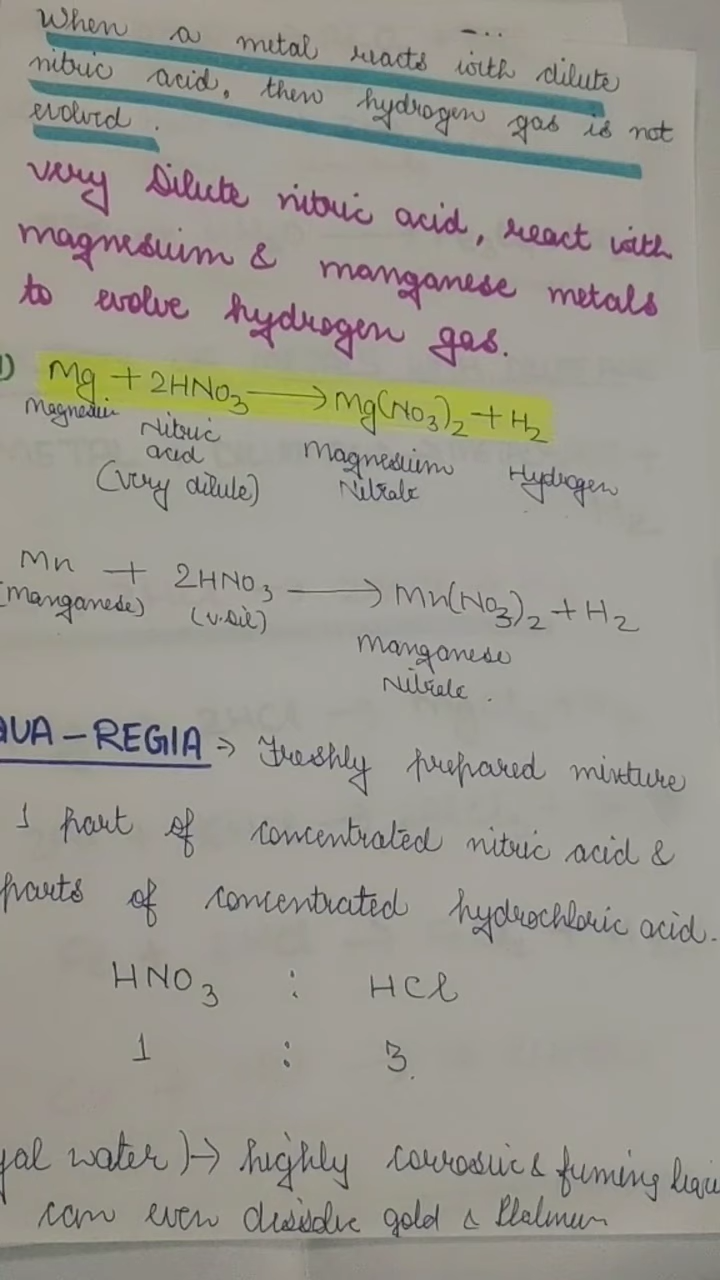 When a metal reacts with dilute
nitric acid, then hydrogen gas is not
evolved.
very Dilute nitric acid, react with
magnesium & manganese metals
to evolve hydrogen gas.
1) Mg + 2HNO3 → Mg(NO3)2 + H2
Magnesium Nitric acid (very dilute) Magnesium Nitrate Hydrogen
Mn + 2HNO3 → Mn(NO3)2 + H2
(Manganese) (v.dil) Manganese Nitrate.
UA-REGIA → Freshly prepared mixture
1 part of concentrated nitric acid &
parts of concentrated hydrochloric acid.
HNO3 : HCl
1 : 3
yal water) → highly corrosive & fuming liqui
can even dissolve gold & Platinum